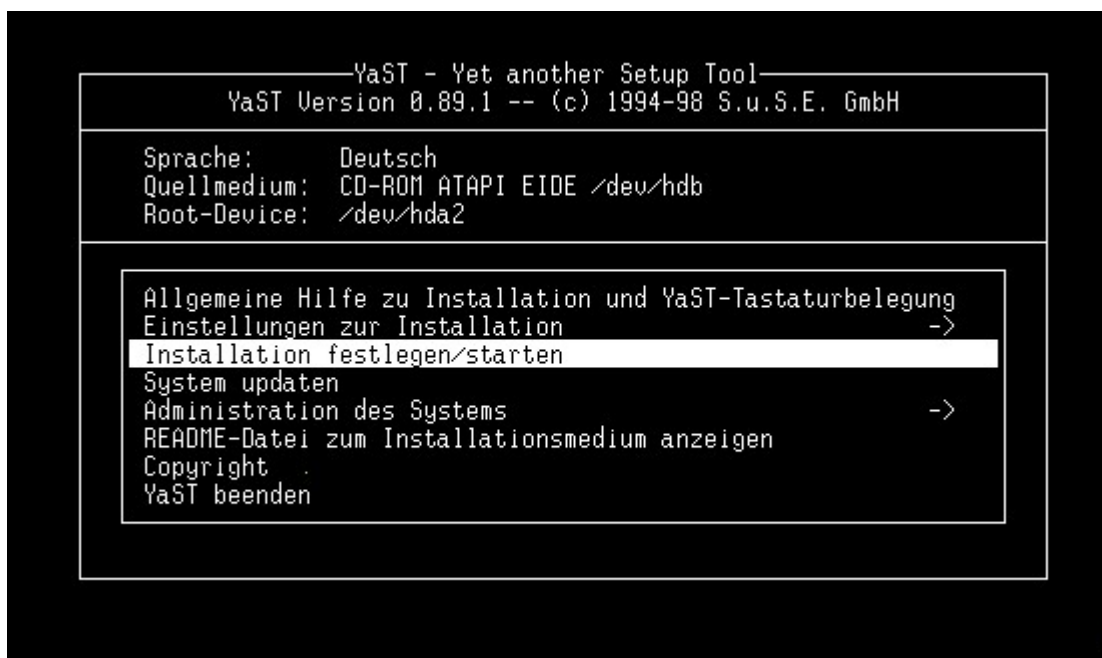 YaST - Yet another Setup Tool
YaST Version 0.89.1 -- (c) 1994-98 S.u.S.E. GmbH
Sprache: Deutsch
Quellmedium: CD-ROM ATAPI EIDE /dev/hdb
Root-Device: /dev/hda2
Allgemeine Hilfe zu Installation und YaST-Tastaturbelegung
Einstellungen zur Installation ->
Installation festlegen/starten
System updaten
Administration des Systems ->
README-Datei zum Installationsmedium anzeigen
Copyright
YaST beenden